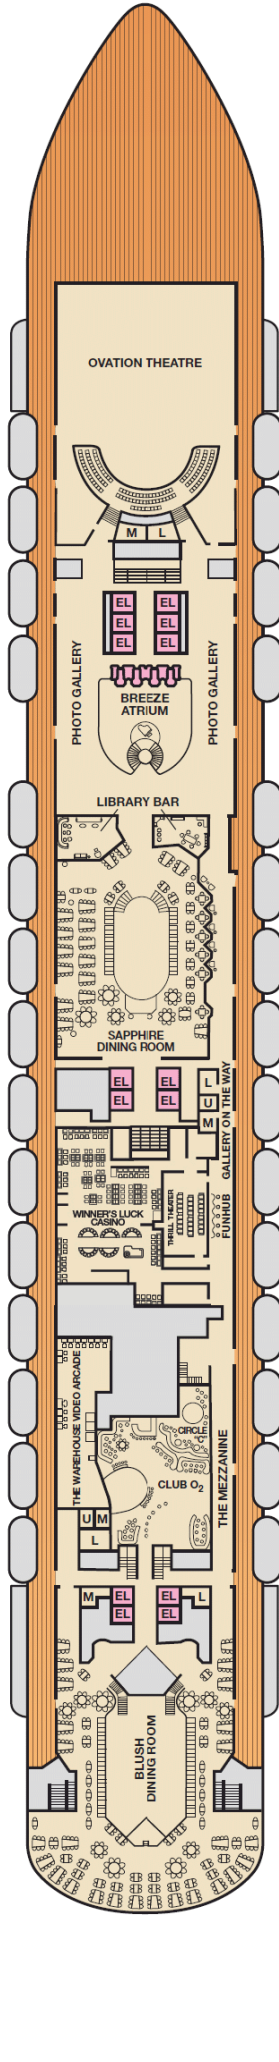 OVATION THEATRE
M L
EL EL
EL EL
EL EL
PHOTO GALLERY
BREEZE
ATRIUM
PHOTO GALLERY
LIBRARY BAR
SAPPHIRE
DINING ROOM
EL EL
EL EL
L
U
M
GALLERY ON THE WAY
WINNER'S LUCK
CASINO
THRILL THEATER
FUNHUB
THE WAREHOUSE VIDEO ARCADE
CIRCLE
"C"
CLUB O2
THE MEZZANINE
U M
L
M EL EL L
EL EL
BLUSH
DINING ROOM